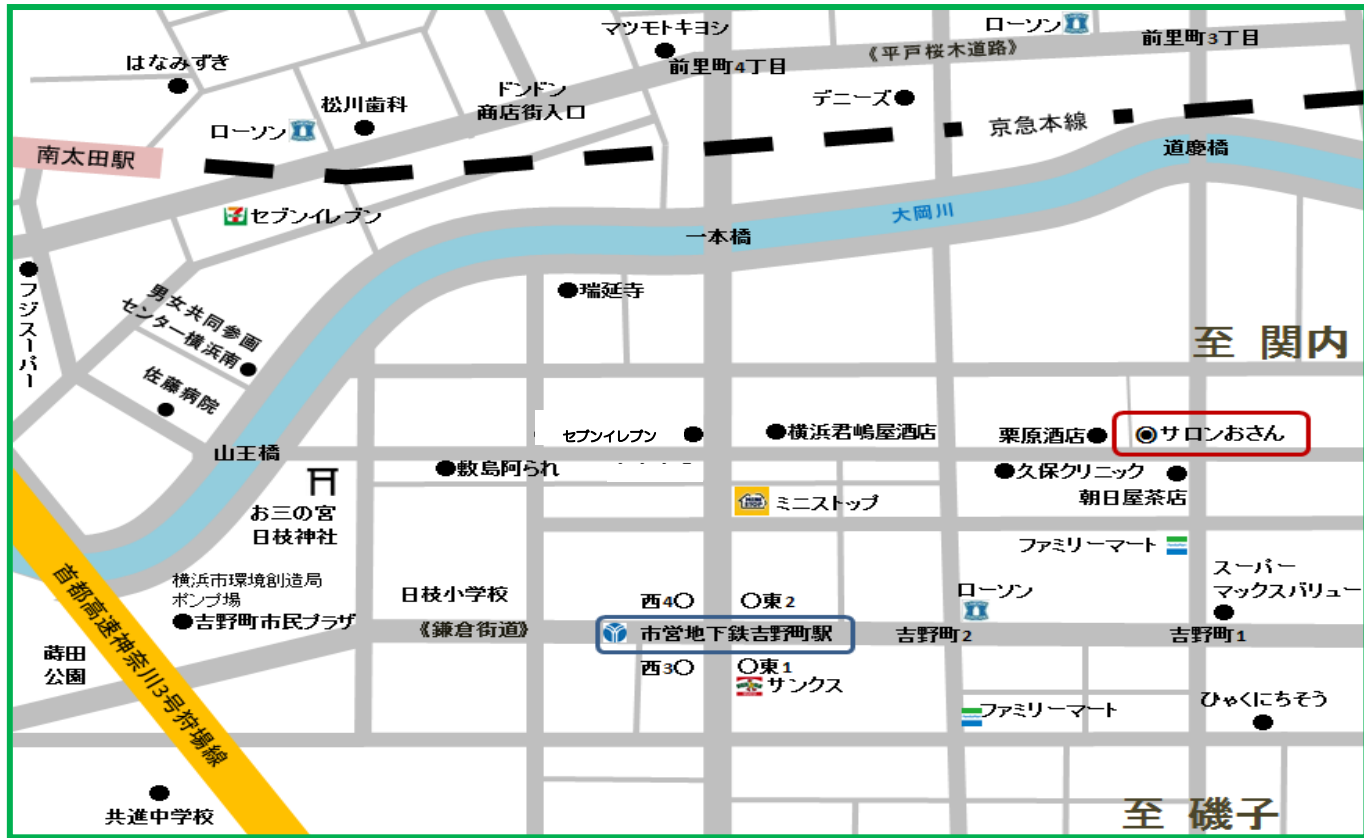 マツモトキヨシ
ローソン
前里町3丁目
《平戸桜木道路》
はなみずき
前里町4丁目
ドンドン
商店街入口
松川歯科
デニーズ
ローソン
京急本線
南太田駅
道慶橋
7
セブンイレブン
大岡川
一本橋
フジスーパー
瑞延寺
男女共同参画
センター横浜南
至 関内
佐藤病院
セブンイレブン
横浜君嶋屋酒店
栗原酒店
サロンおさん
山王橋
敷島阿られ
久保クリニック
朝日屋茶店
ミニストップ
お三の宮
日枝神社
ファミリーマート
横浜市環境創造局
ポンプ場
吉野町市民プラザ
日枝小学校
西4
東2
ローソン
スーパー
マックスバリュー
首都高速神奈川3号狩場線
《鎌倉街道》
市営地下鉄吉野町駅
吉野町2
吉野町1
蒔田
公園
西3
東1
サンクス
ファミリーマート
ひゃくにちそう
共進中学校
至 磯子